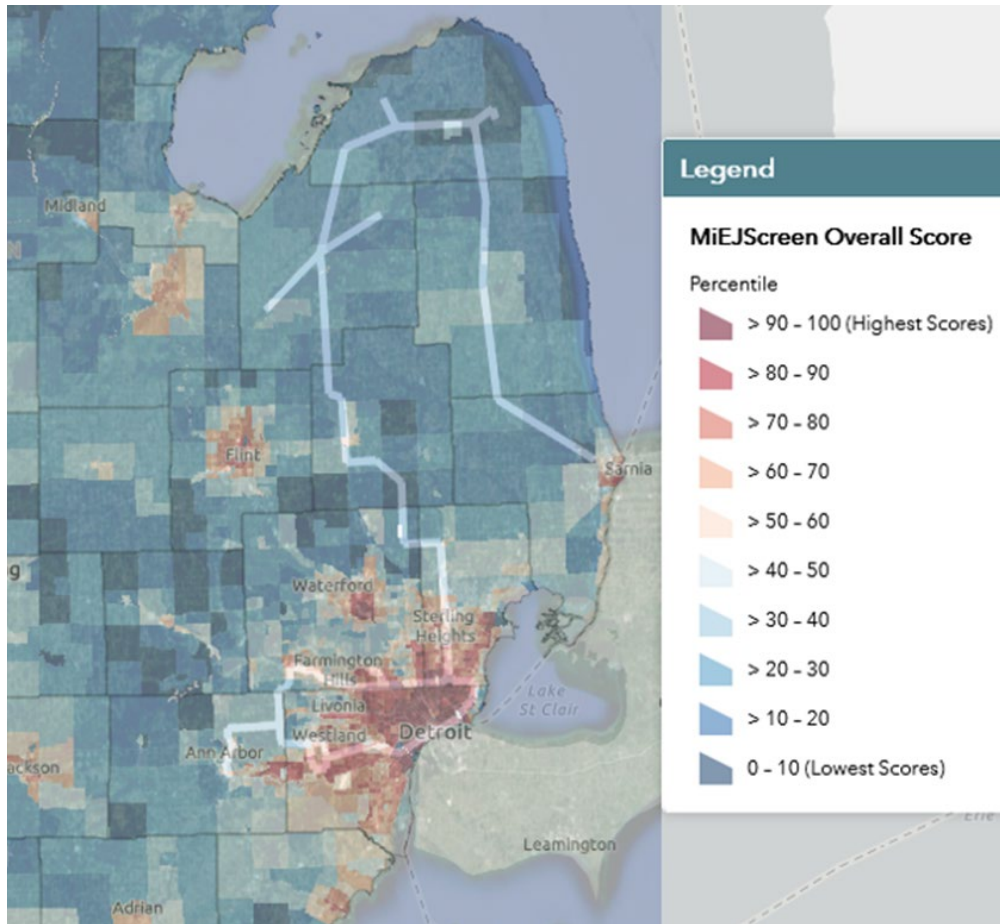 Midland
Flint
Sarnia
g
Waterford
Sterling
Heights
Farmington
Hills
Livonia
Westland
Detroit
Lake
St Clair
Ann Arbor
ackson
Leamington
Adrian
Erie
Legend
MiEJScreen Overall Score
Percentile
> 90 - 100 (Highest Scores)
> 80 - 90
> 70 - 80
> 60 - 70
> 50 - 60
> 40 - 50
> 30 - 40
> 20 - 30
> 10 - 20
0 - 10 (Lowest Scores)